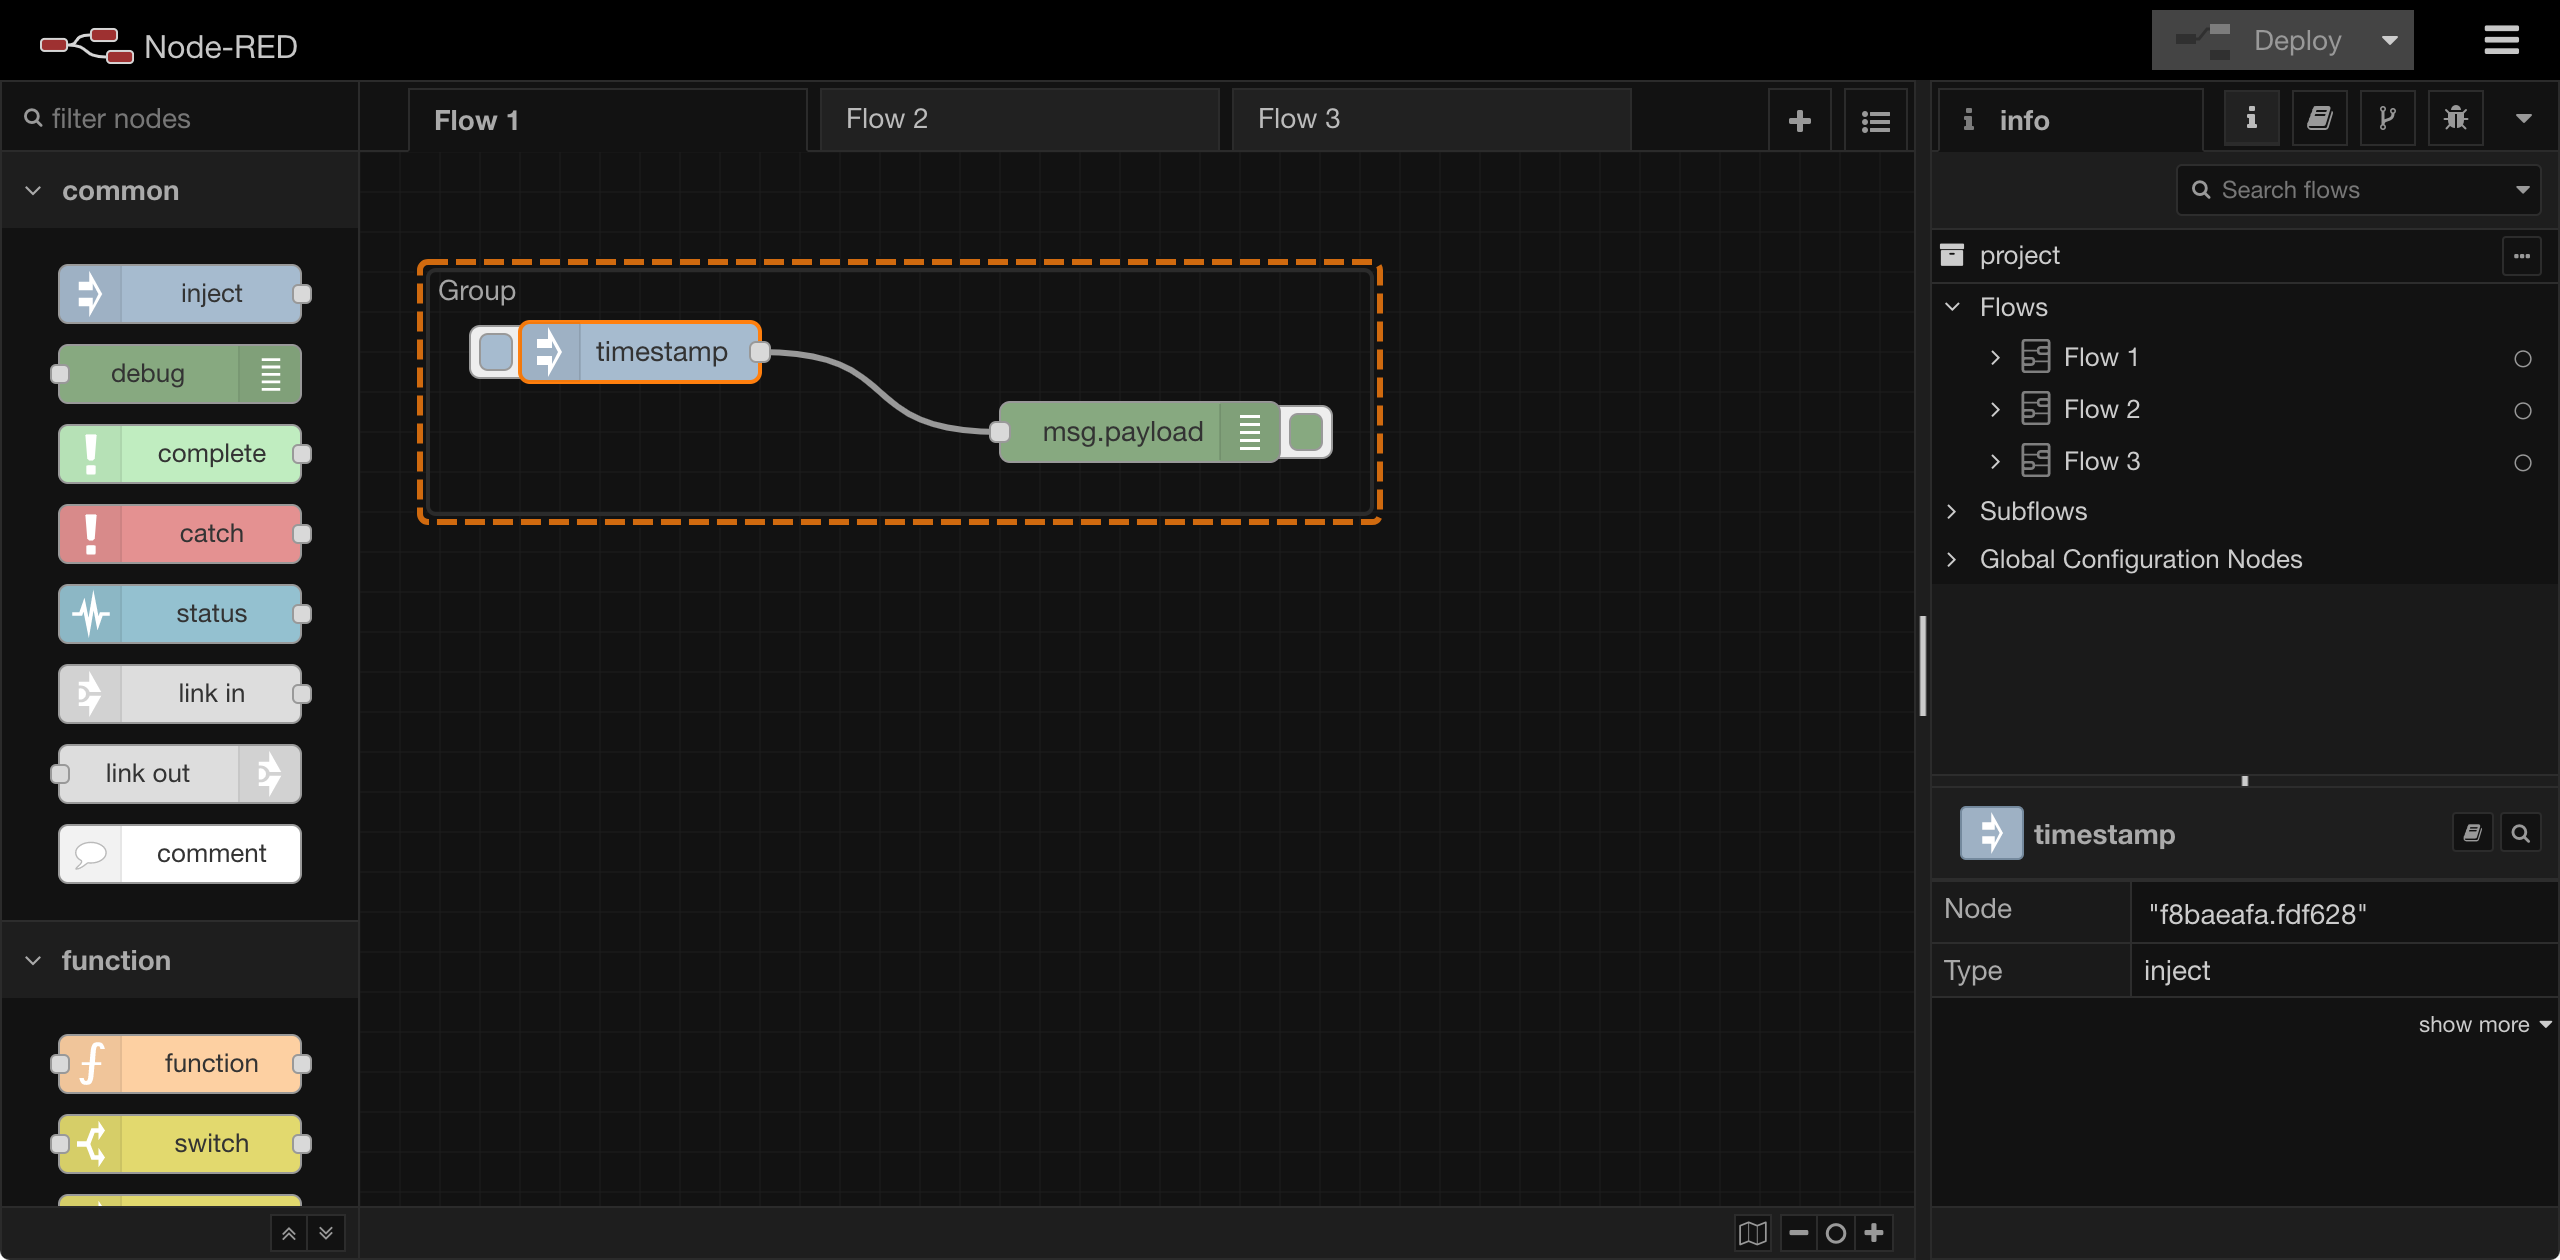 Node-RED
Deploy
filter nodes
common
inject
debug
complete
catch
status
link in
link out
comment
function
function
switch
Flow 1
Flow 2
Flow 3
Group
timestamp
msg.payload
info
Search flows
project
Flows
Flow 1
Flow 2
Flow 3
Subflows
Global Configuration Nodes
timestamp
Node "f8baeafa.fdf628"
Type inject
show more